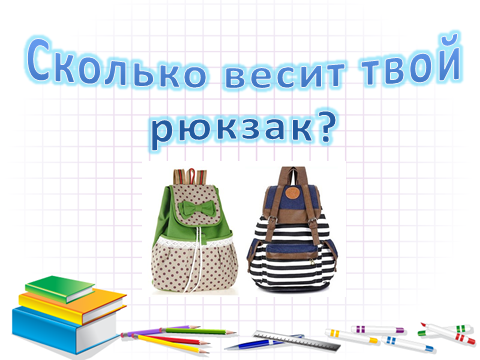 Сколько весит твой
рюкзак?